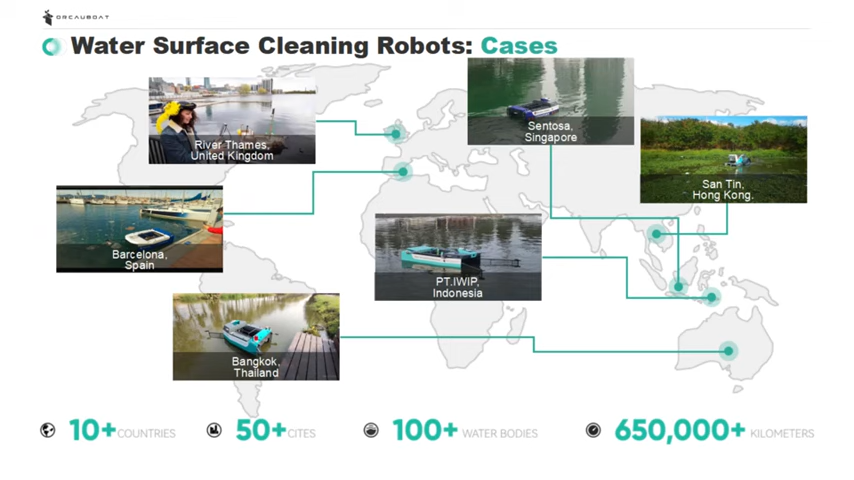 ORCAUBOAT
Water Surface Cleaning Robots: Cases
River Thames,
United Kingdom
Sentosa,
Singapore
San Tin,
Hong Kong.
Barcelona,
Spain
PT.IWIP,
Indonesia
Bangkok,
Thailand
10+ COUNTRIES
50+ CITES
100+ WATER BODIES
650,000+ KILOMETERS